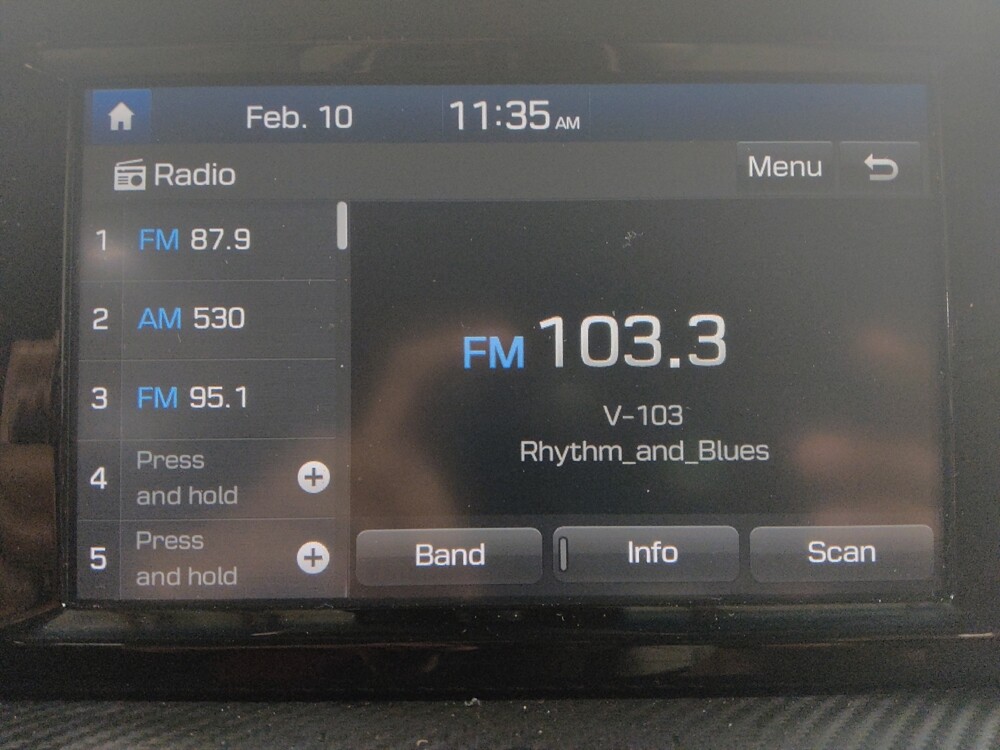 Feb. 10 11:35 AM
Radio Menu
1 FM 87.9
2 AM 530
3 FM 95.1
4 Press
and hold
5 Press
and hold
FM 103.3
V-103
Rhythm_and_Blues
Band Info Scan